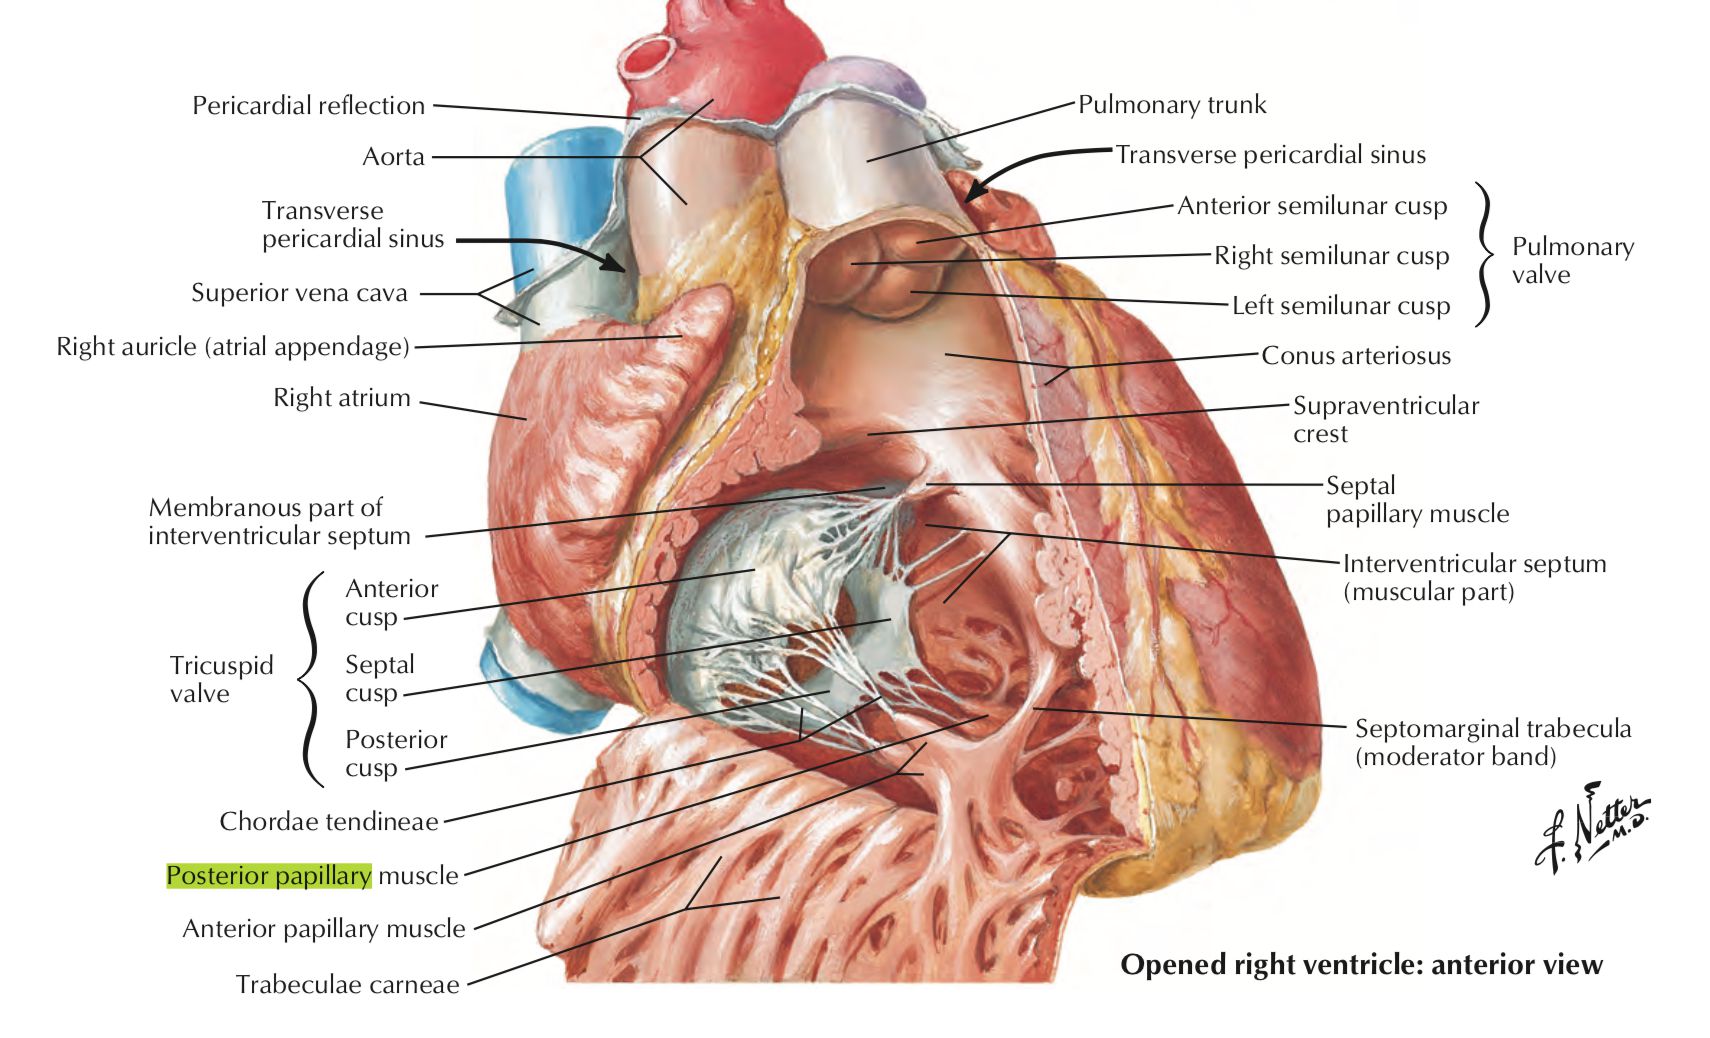 Pericardial reflection
Aorta
Transverse
pericardial sinus
Superior vena cava
Right auricle (atrial appendage)
Right atrium
Membranous part of
interventricular septum
Tricuspid
valve
Anterior
cusp
Septal
cusp
Posterior
cusp
Chordae tendineae
Posterior papillary muscle
Anterior papillary muscle
Trabeculae carneae
Pulmonary trunk
Transverse pericardial sinus
Anterior semilunar cusp
Right semilunar cusp
Left semilunar cusp
Pulmonary
valve
Conus arteriosus
Supraventricular
crest
Septal
papillary muscle
Interventricular septum
(muscular part)
Septomarginal trabecula
(moderator band)
F. Netter
M.D.
Opened right ventricle: anterior view